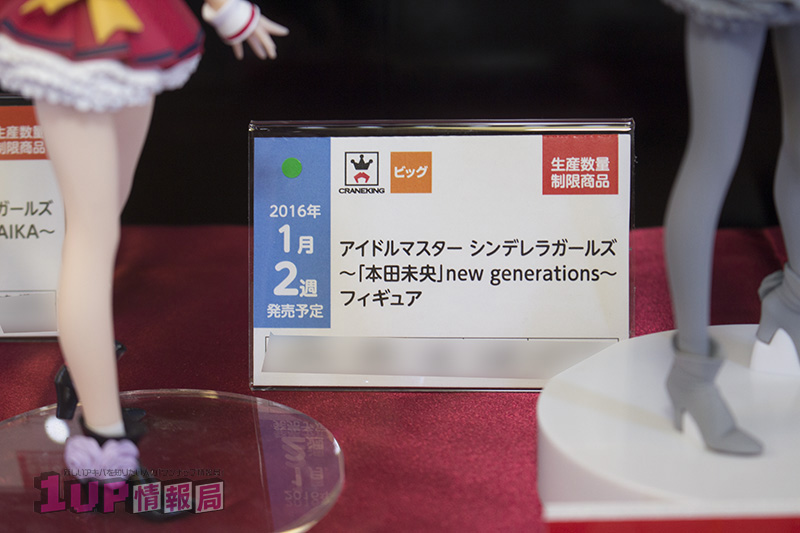 生産数量
制限商品
ガールズ
AIKA～
2016年
1月
2週
発売予定
CRANEKING
ビッグ
生産数量
制限商品
アイドルマスター シンデレラガールズ
～「本田未央」new generations～
フィギュア
1UP情報局